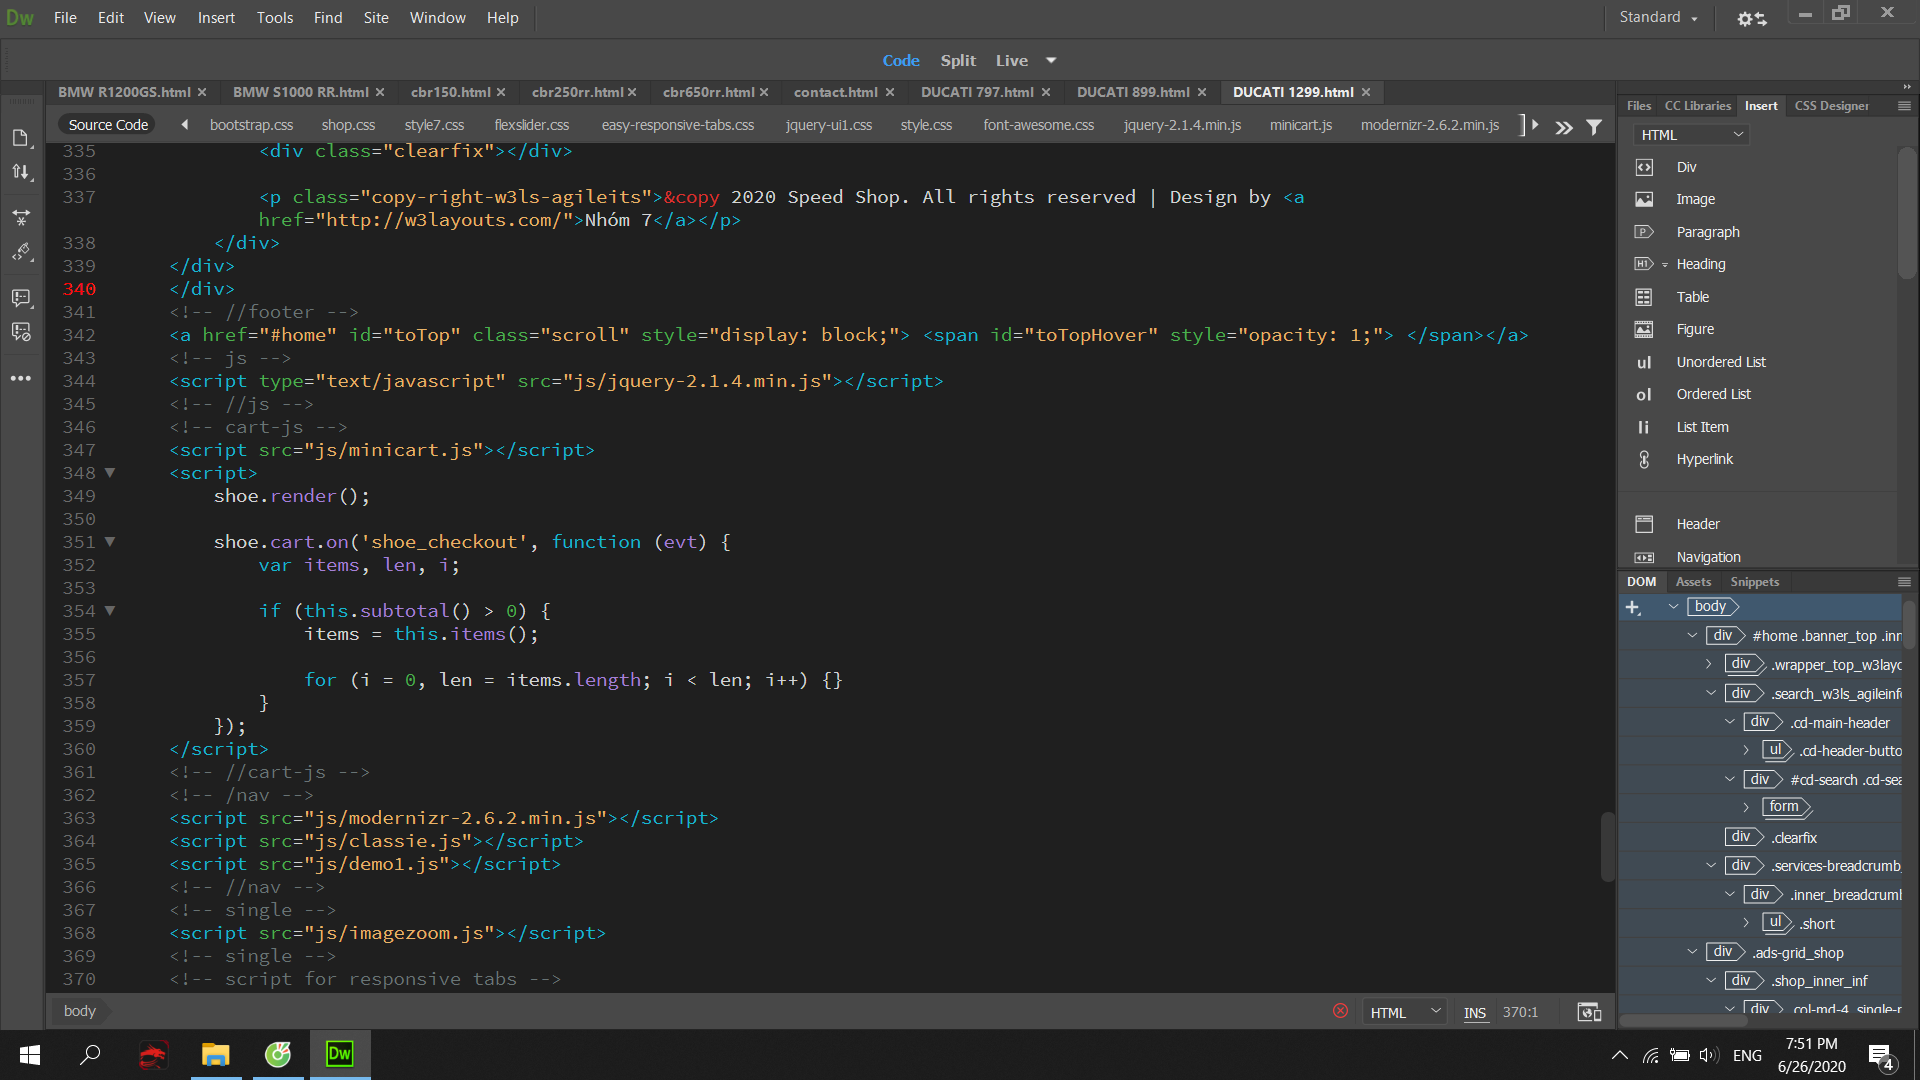 Dw File Edit View Insert Tools Find Site Window Help Standard
Code Split Live
BMW R1200GS.html BMW S1000 RR.html cbr150.html cbr250rr.html cbr650rr.html contact.html DUCATI 797.html DUCATI 899.html DUCATI 1299.html
Source Code bootstrap.css shop.css style7.css flexslider.css easy-responsive-tabs.css jquery-ui1.css style.css font-awesome.css jquery-2.1.4.min.js minicart.js modernizr-2.6.2.min.js
335 <div class="clearfix"></div>
336
337 <p class="copy-right-w3ls-agileits">&copy 2020 Speed Shop. All rights reserved | Design by <a
href="http://w3layouts.com/">Nhóm 7</a></p>
338 </div>
339 </div>
340 </div>
341 <!-- //footer -->
342 <a href="#home" id="toTop" class="scroll" style="display: block;"> <span id="toTopHover" style="opacity: 1;"> </span></a>
343 <!-- js -->
344 <script type="text/javascript" src="js/jquery-2.1.4.min.js"></script>
345 <!-- //js -->
346 <!-- cart-js -->
347 <script src="js/minicart.js"></script>
348 <script>
349 shoe.render();
350
351 shoe.cart.on('shoe_checkout', function (evt) {
352 var items, len, i;
353
354 if (this.subtotal() > 0) {
355 items = this.items();
356
357 for (i = 0, len = items.length; i < len; i++) {}
358 }
359 });
360 </script>
361 <!-- //cart-js -->
362 <!-- /nav -->
363 <script src="js/modernizr-2.6.2.min.js"></script>
364 <script src="js/classie.js"></script>
365 <script src="js/demo1.js"></script>
366 <!-- //nav -->
367 <!-- single -->
368 <script src="js/imagezoom.js"></script>
369 <!-- single -->
370 <!-- script for responsive tabs -->
body HTML INS 370:1
Files CC Libraries Insert CSS Designer
HTML
Div
Image
P Paragraph
H1 Heading
Table
Figure
ul Unordered List
ol Ordered List
li List Item
Hyperlink
Header
Navigation
DOM Assets Snippets
body
div #home .banner_top .inn
div .wrapper_top_w3layo
div .search_w3ls_agileinfo
div .cd-main-header
ul .cd-header-butto
div #cd-search .cd-sea
form
div .clearfix
div .services-breadcrumb_
div .inner_breadcrumb
ul .short
div .ads-grid_shop
div .shop_inner_inf
div .col-md-4 .single-r
Dw
ENG
7:51 PM
6/26/2020
4